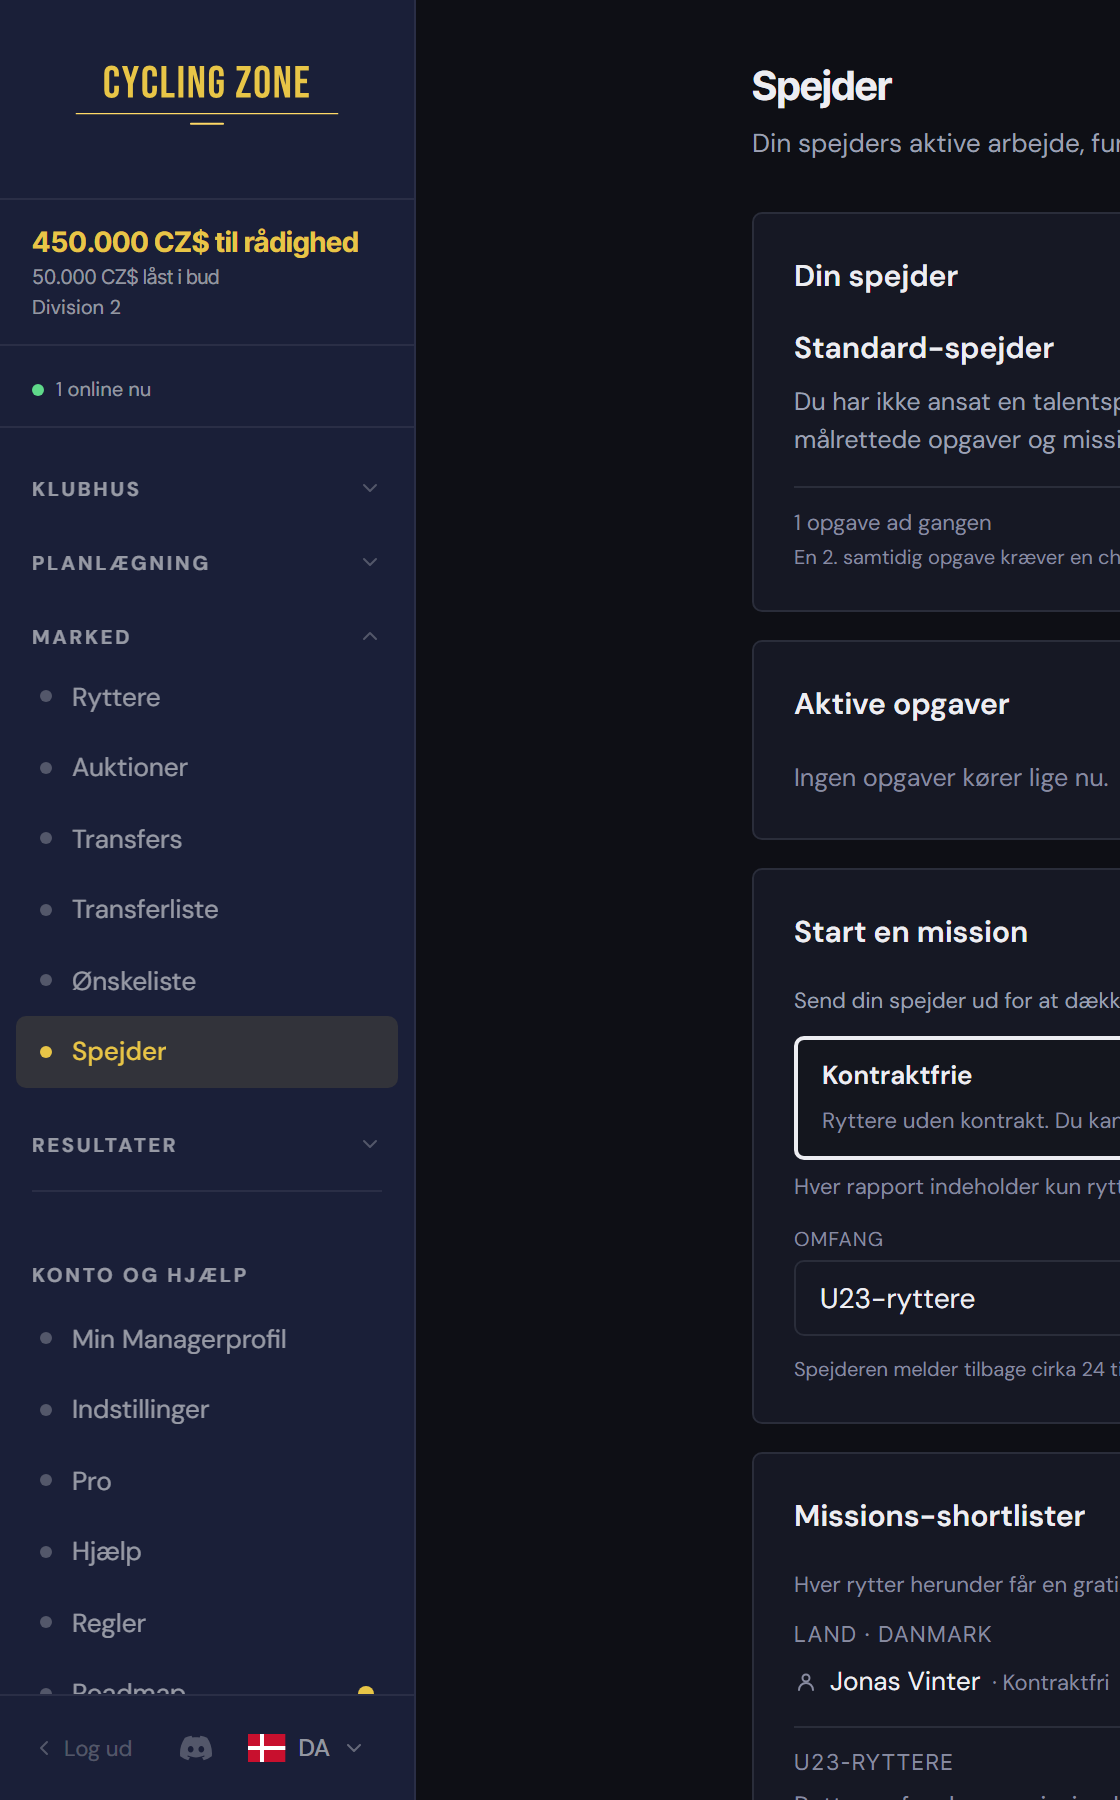 CYCLING ZONE
450.000 CZ$ til rådighed
50.000 CZ$ låst i bud
Division 2
1 online nu
KLUBHUS
PLANLÆGNING
MARKED
Ryttere
Auktioner
Transfers
Transferliste
Ønskeliste
Spejder
RESULTATER
KONTO OG HJÆLP
Min Managerprofil
Indstillinger
Pro
Hjælp
Regler
Roadmap
Log ud
DA
Spejder
Din spejders aktive arbejde,
Din spejder
Standard-spejder
Du har ikke ansat en
målrettede opgaver og
1 opgave ad gangen
En 2. samtidig opgave kræver en
Aktive opgaver
Ingen opgaver kører lige nu.
Start en mission
Send din spejder ud for at
Kontraktfrie
Ryttere uden kontrakt. Du
Hver rapport indeholder kun
OMFANG
U23-ryttere
Spejderen melder tilbage cirka 24
Missions-shortlister
Hver rytter herunder får en
LAND · DANMARK
Jonas Vinter · Kontraktfri
U23-RYTTERE